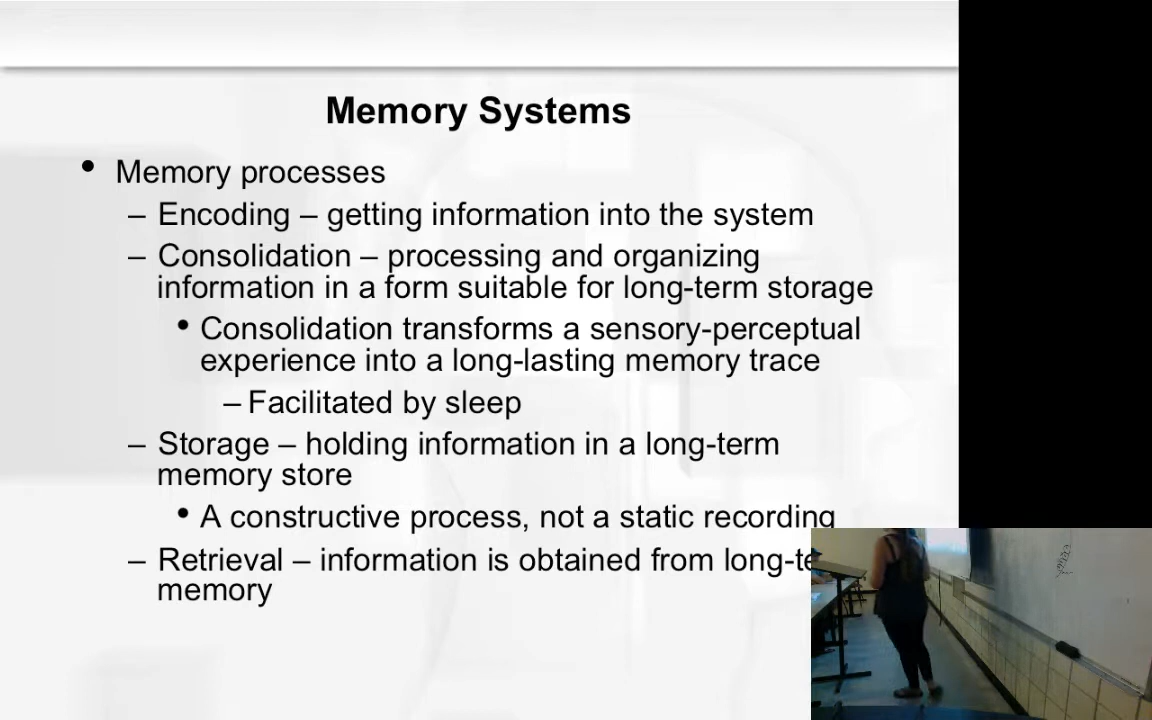 Memory Systems
• Memory processes
– Encoding – getting information into the system
– Consolidation – processing and organizing
information in a form suitable for long-term storage
• Consolidation transforms a sensory-perceptual
experience into a long-lasting memory trace
– Facilitated by sleep
– Storage – holding information in a long-term
memory store
• A constructive process, not a static recording
– Retrieval – information is obtained from long-te
memory